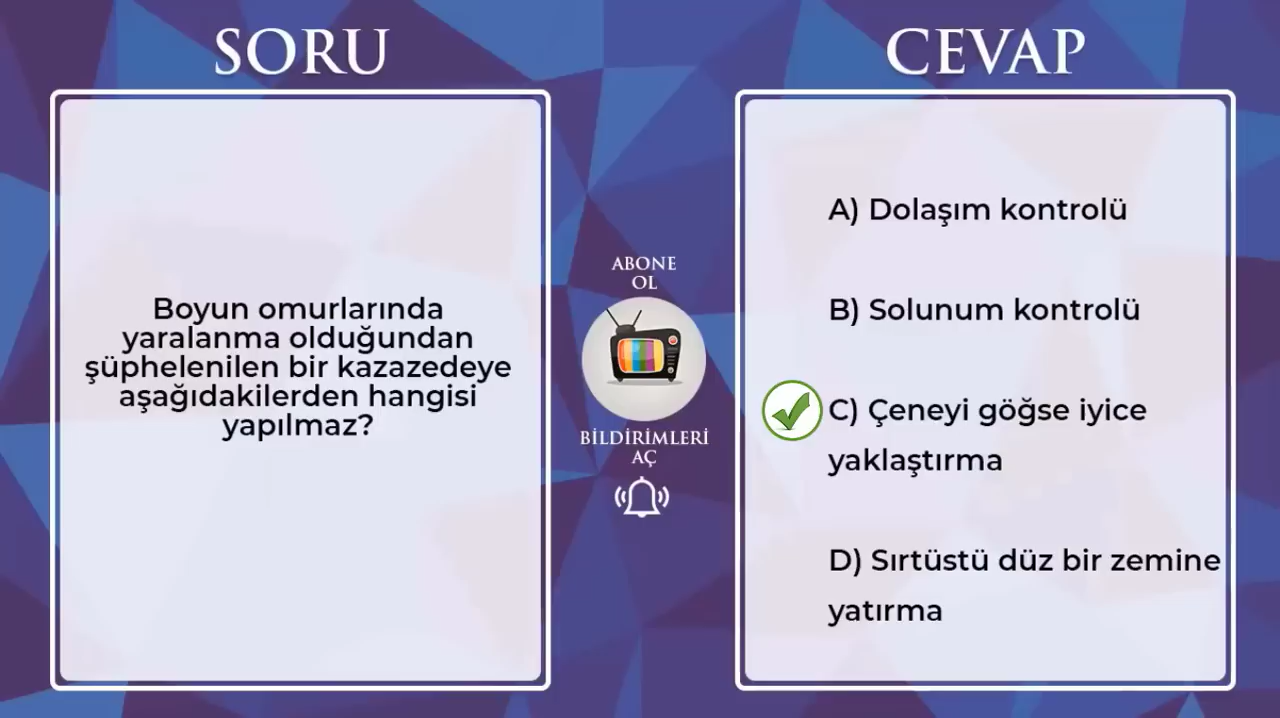 SORU
Boyun omurlarında
yaralanma olduğundan
şüphelenilen bir kazazedeye
aşağıdakilerden hangisi
yapılmaz?
ABONE
OL
BİLDİRİMLERİ
AÇ
CEVAP
A) Dolaşım kontrolü
B) Solunum kontrolü
C) Çeneyi göğse iyice
yaklaştırma
D) Sırtüstü düz bir zemine
yatırma